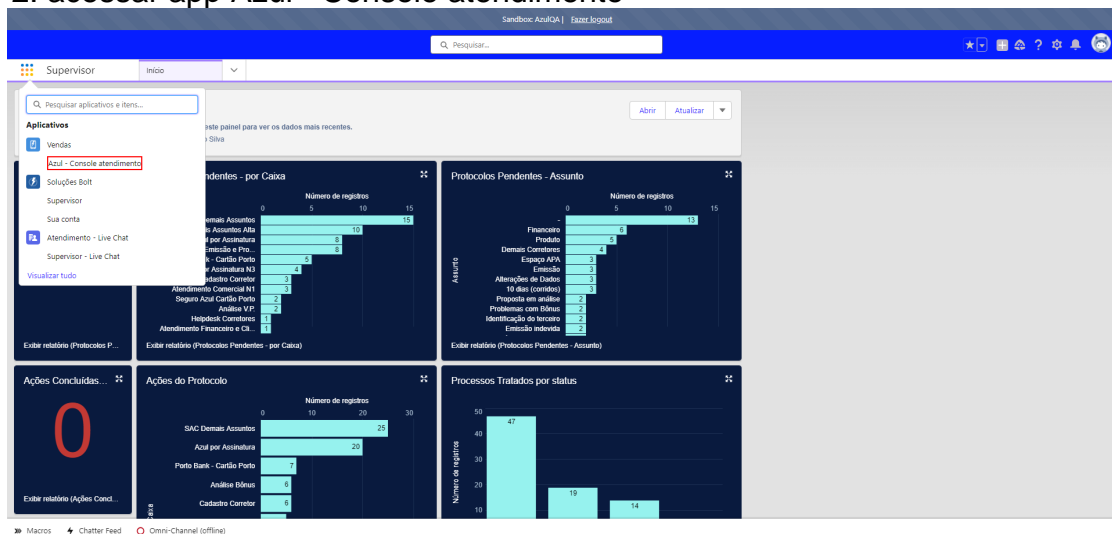 2. acessar app Azul - Console atendimento
Sandbox: AzulQA | Fazer logout
Pesquisar...
Supervisor
Início
Pesquisar aplicativos e itens...
Aplicativos
Vendas
Azul - Console atendimento
Soluções Bolt
Supervisor
Sua conta
Atendimento - Live Chat
Supervisor - Live Chat
Visualizar tudo
este painel para ver os dados mais recentes.
Silva
Abrir
Atualizar
ndentes - por Caixa
Número de registros
0 5 10 15
emais Assuntos 15
is Assuntos Alta 10
ul por Assinatura 8
Emissão e Pro... 8
k - Cartão Porto 5
r Assinatura N3 4
adastro Corretor 3
Atendimento Comercial N1 3
Seguro Azul Cartão Porto 2
Análise V.P. 2
Helpdesk Corretores 1
Atendimento Financeiro e Cli... 1
Exibir relatório (Protocolos P...
Exibir relatório (Protocolos Pendentes - por Caixa)
Protocolos Pendentes - Assunto
Número de registros
0 5 10 15
Assunto
- 13
Financeiro 6
Produto 5
Demais Corretores 4
Espaço APA 3
Emissão 3
Alterações de Dados 3
10 dias (corridos) 3
Proposta em análise 2
Problemas com Bônus 2
Identificação do terceiro 2
Emissão indevida 2
Exibir relatório (Protocolos Pendentes - Assunto)
Ações Concluídas...
0
Exibir relatório (Ações Concl...
Ações do Protocolo
Número de registros
0 10 20 30
SAC Demais Assuntos 25
Azul por Assinatura 20
Porto Bank - Cartão Porto 7
Análise Bônus 6
Cadastro Corretor 6
Processos Tratados por status
Número de registros
50
40
30
20
10
47
19
14
Macros
Chatter Feed
Omni-Channel (offline)